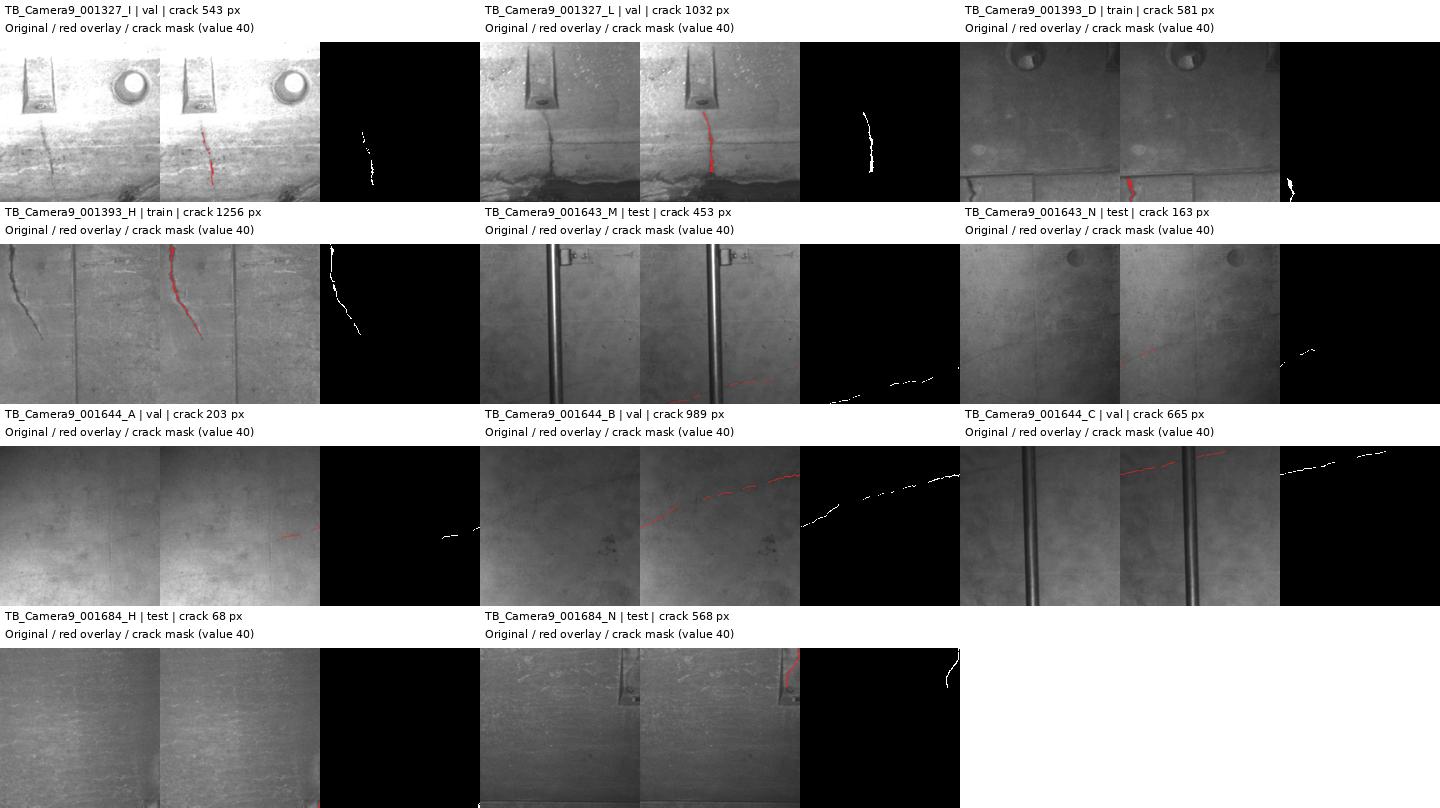 TB_Camera9_001327_I | val | crack 543 px
Original / red overlay / crack mask (value 40)
TB_Camera9_001327_L | val | crack 1032 px
Original / red overlay / crack mask (value 40)
TB_Camera9_001393_D | train | crack 581 px
Original / red overlay / crack mask (value 40)
TB_Camera9_001393_H | train | crack 1256 px
Original / red overlay / crack mask (value 40)
TB_Camera9_001643_M | test | crack 453 px
Original / red overlay / crack mask (value 40)
TB_Camera9_001643_N | test | crack 163 px
Original / red overlay / crack mask (value 40)
TB_Camera9_001644_A | val | crack 203 px
Original / red overlay / crack mask (value 40)
TB_Camera9_001644_B | val | crack 989 px
Original / red overlay / crack mask (value 40)
TB_Camera9_001644_C | val | crack 665 px
Original / red overlay / crack mask (value 40)
TB_Camera9_001684_H | test | crack 68 px
Original / red overlay / crack mask (value 40)
TB_Camera9_001684_N | test | crack 568 px
Original / red overlay / crack mask (value 40)